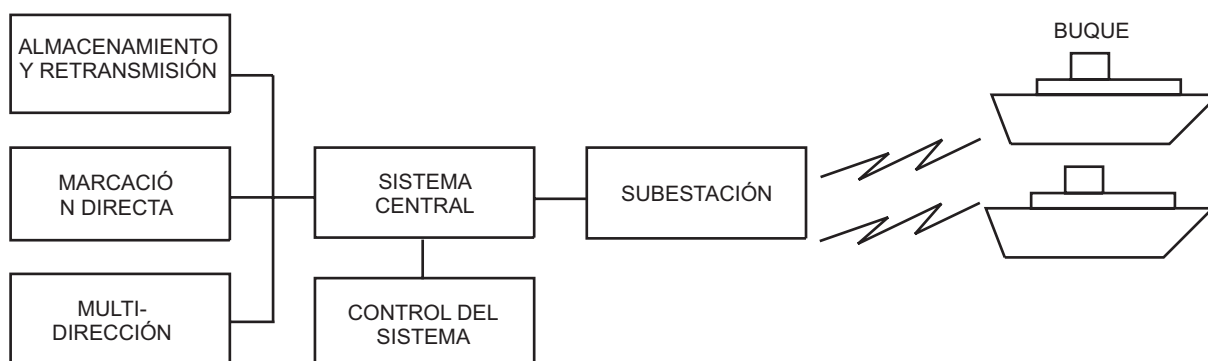 ALMACENAMIENTO
Y RETRANSMISIÓN
BUQUE
MARCACIÓ
N DIRECTA
SISTEMA
CENTRAL
SUBESTACIÓN
MULTI-
DIRECCIÓN
CONTROL DEL
SISTEMA